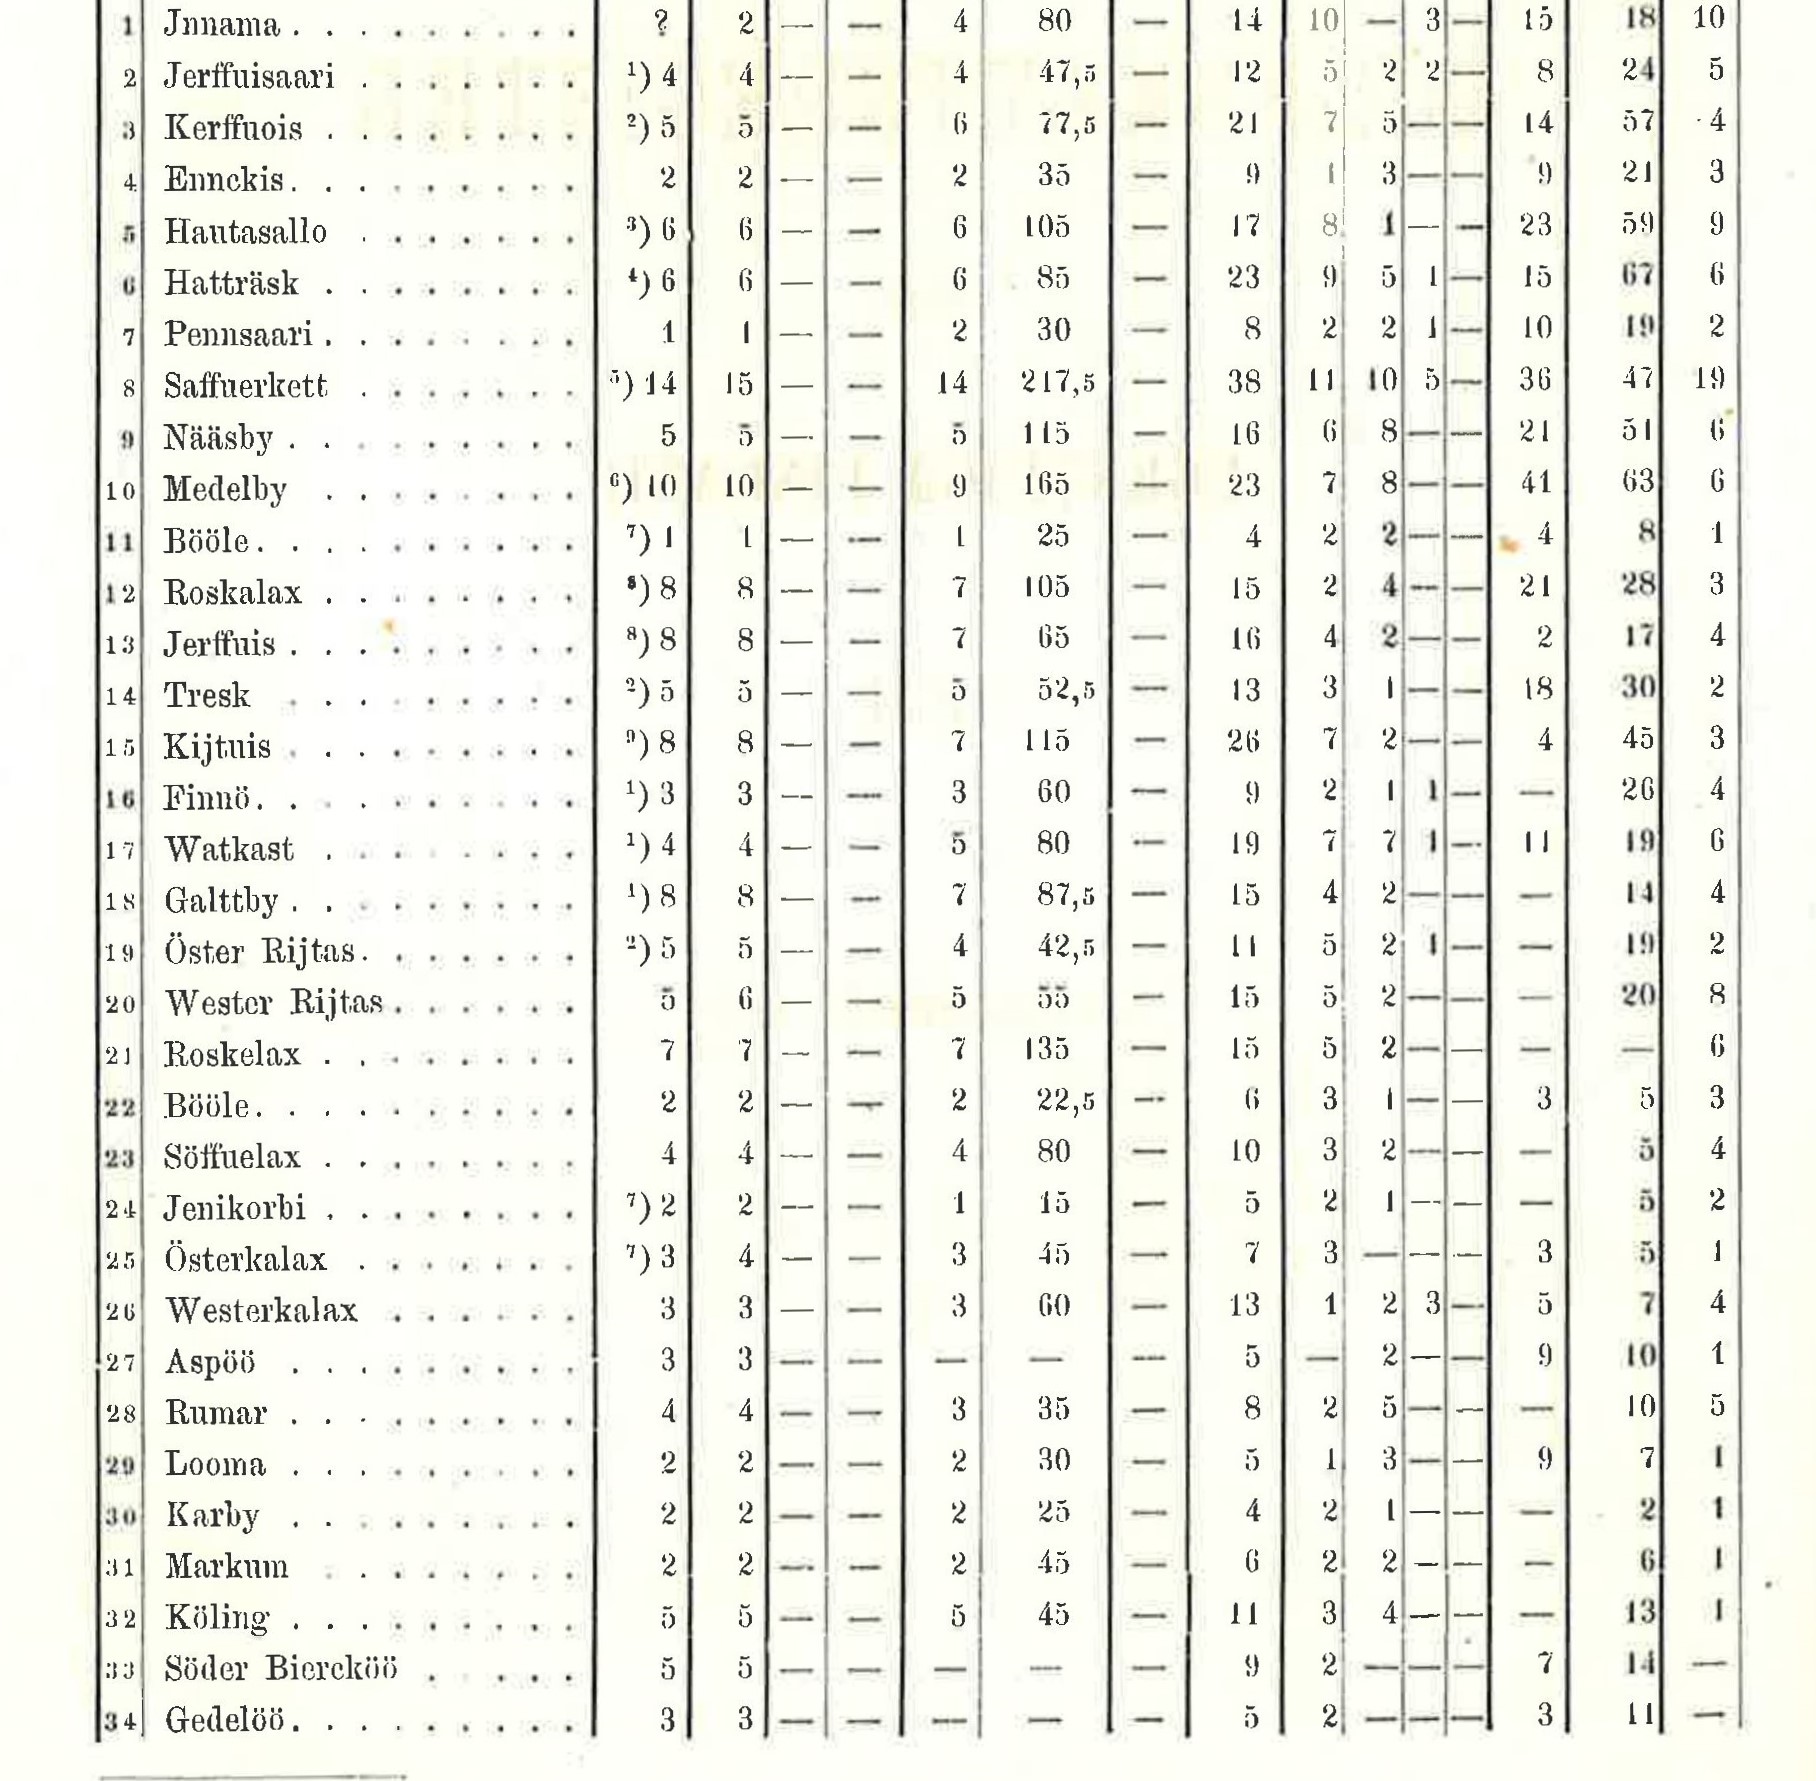 1 Jnnama . . . . . . . . . ? 2 — — 4 80 — 14 10 — 3 — 15 18 10
2 Jerffuisaari . . . . . . . ¹) 4 4 — — 4 47,5 — 12 5 2 2 — 8 24 5
3 Kerffuois . . . . . . . . ²) 5 5 — — 6 77,5 — 21 7 5 — — 14 57 4
4 Ennckis. . . . . . . . . 2 2 — — 2 35 — 9 1 3 — — 9 21 3
5 Hautasallo . . . . . . . ³) 6 6 — — 6 105 — 17 8 1 — — 23 59 9
6 Hatträsk . . . . . . . . ⁴) 6 6 — — 6 85 — 23 9 5 1 — 15 67 6
7 Pennsaari . . . . . . . . 1 1 — — 2 30 — 8 2 2 1 — 10 19 2
8 Saffuerkett . . . . . . . ⁵) 14 15 — — 14 217,5 — 38 11 10 5 — 36 47 19
9 Nääsby . . . . . . . . . 5 5 — — 5 115 — 16 6 8 — — 21 51 6
10 Medelby . . . . . . . . ⁶) 10 10 — — 9 165 — 23 7 8 — — 41 63 6
11 Bööle. . . . . . . . . . ⁷) 1 1 — — 1 25 — 4 2 2 — — 4 8 1
12 Roskalax . . . . . . . . ⁸) 8 8 — — 7 105 — 15 2 4 — — 21 28 3
13 Jerffuis . . . . . . . . . ⁸) 8 8 — — 7 65 — 16 4 2 — — 2 17 4
14 Tresk . . . . . . . . . ²) 5 5 — — 5 52,5 — 13 3 1 — — 18 30 2
15 Kijtuis . . . . . . . . . ⁹) 8 8 — — 7 115 — 26 7 2 — — 4 45 3
16 Finnö. . . . . . . . . . ¹) 3 3 — — 3 60 — 9 2 1 1 — — 26 4
17 Watkast . . . . . . . . ¹) 4 4 — — 5 80 — 19 7 7 1 — 11 19 6
18 Galttby . . . . . . . . . ¹) 8 8 — — 7 87,5 — 15 4 2 — — — 14 4
19 Öster Rijtas. . . . . . . ²) 5 5 — — 4 42,5 — 11 5 2 1 — — 19 2
20 Wester Rijtas. . . . . . 5 6 — — 5 55 — 15 5 2 — — — 20 8
21 Roskelax . . . . . . . . 7 7 — — 7 135 — 15 5 2 — — — — 6
22 Bööle. . . . . . . . . . 2 2 — — 2 22,5 — 6 3 1 — — 3 5 3
23 Söffuelax . . . . . . . . 4 4 — — 4 80 — 10 3 2 — — — 5 4
24 Jenikorbi . . . . . . . . ⁷) 2 2 — — 1 15 — 5 2 1 — — — 5 2
25 Österkalax . . . . . . . ⁷) 3 4 — — 3 45 — 7 3 — — — 3 5 1
26 Westerkalax . . . . . . 3 3 — — 3 60 — 13 1 2 3 — 5 7 4
27 Aspöö . . . . . . . . . 3 3 — — — — — 5 — 2 — — 9 10 1
28 Rumar . . . . . . . . . 4 4 — — 3 35 — 8 2 5 — — — 10 5
29 Looma . . . . . . . . . 2 2 — — 2 30 — 5 1 3 — — 9 7 1
30 Karby . . . . . . . . . 2 2 — — 2 25 — 4 2 1 — — — 2 1
31 Markum . . . . . . . . 2 2 — — 2 45 — 6 2 2 — — — 6 1
32 Köling . . . . . . . . . 5 5 — — 5 45 — 11 3 4 — — — 13 1
33 Söder Bierckөö . . . . . 5 5 — — — — — 9 2 — — — 7 14 —
34 Gedelöö. . . . . . . . . 3 3 — — — — — 5 2 — — — 3 11 —